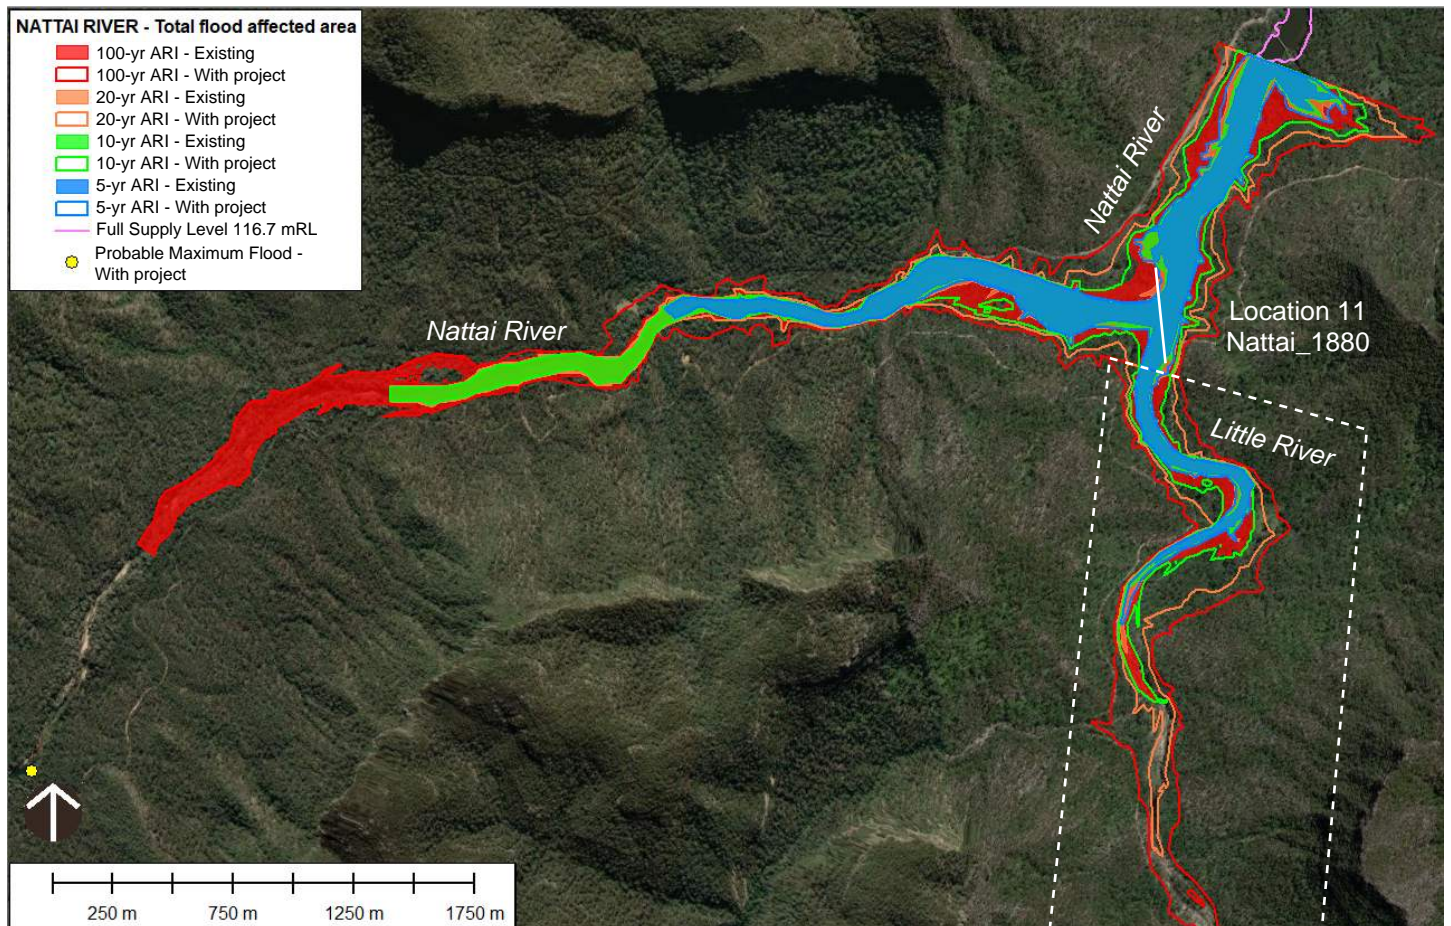 NATTAI RIVER - Total flood affected area
100-yr ARI - Existing
100-yr ARI - With project
20-yr ARI - Existing
20-yr ARI - With project
10-yr ARI - Existing
10-yr ARI - With project
5-yr ARI - Existing
5-yr ARI - With project
Full Supply Level 116.7 mRL
Probable Maximum Flood -
With project
Nattai River
Nattai River
Location 11
Nattai_1880
Little River
250 m
750 m
1250 m
1750 m